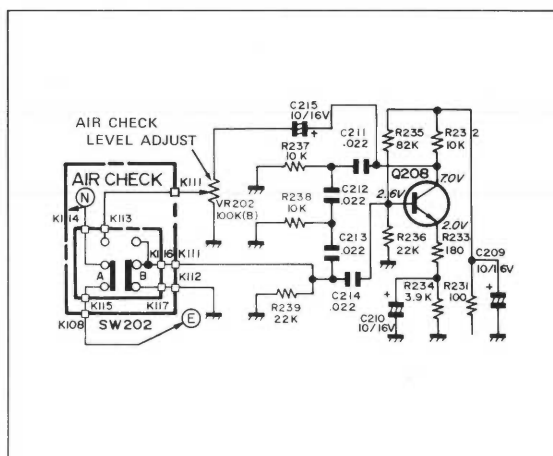 AIR CHECK
LEVEL ADJUST
C215
10/16V
R237
10K
C211
.022
R235
82K
R232
10K
AIR CHECK
N
K111
K114
K113
VR202
100K(B)
R238
10K
C212
.022
2.6V
Q208
7.0V
2.0V
K116
K111
C213
.022
R236
22K
R233
180
C209
10/16V
A
B
K112
K115
K117
R239
22K
C214
.022
C210
10/16V
R234
3.9K
R231
100
K108
SW202
E